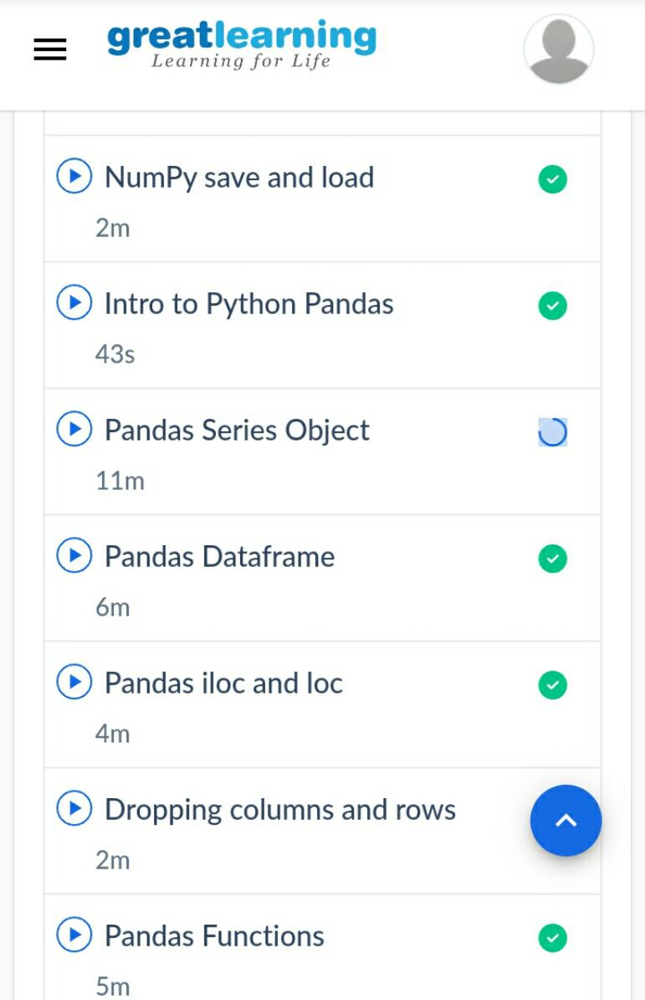 greatlearning
Learning for Life
NumPy save and load
2m
Intro to Python Pandas
43s
Pandas Series Object
11m
Pandas Dataframe
6m
Pandas iloc and loc
4m
Dropping columns and rows
2m
Pandas Functions
5m